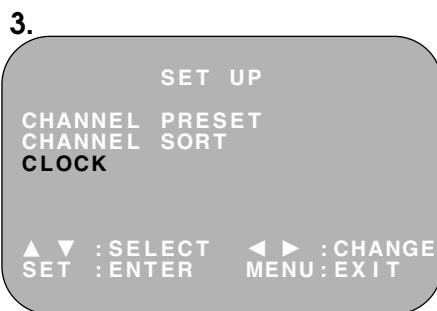 3.
SET UP
CHANNEL PRESET
CHANNEL SORT
CLOCK
▲ ▼ :SELECT ◀ ▶ :CHANGE
SET :ENTER MENU:EXIT